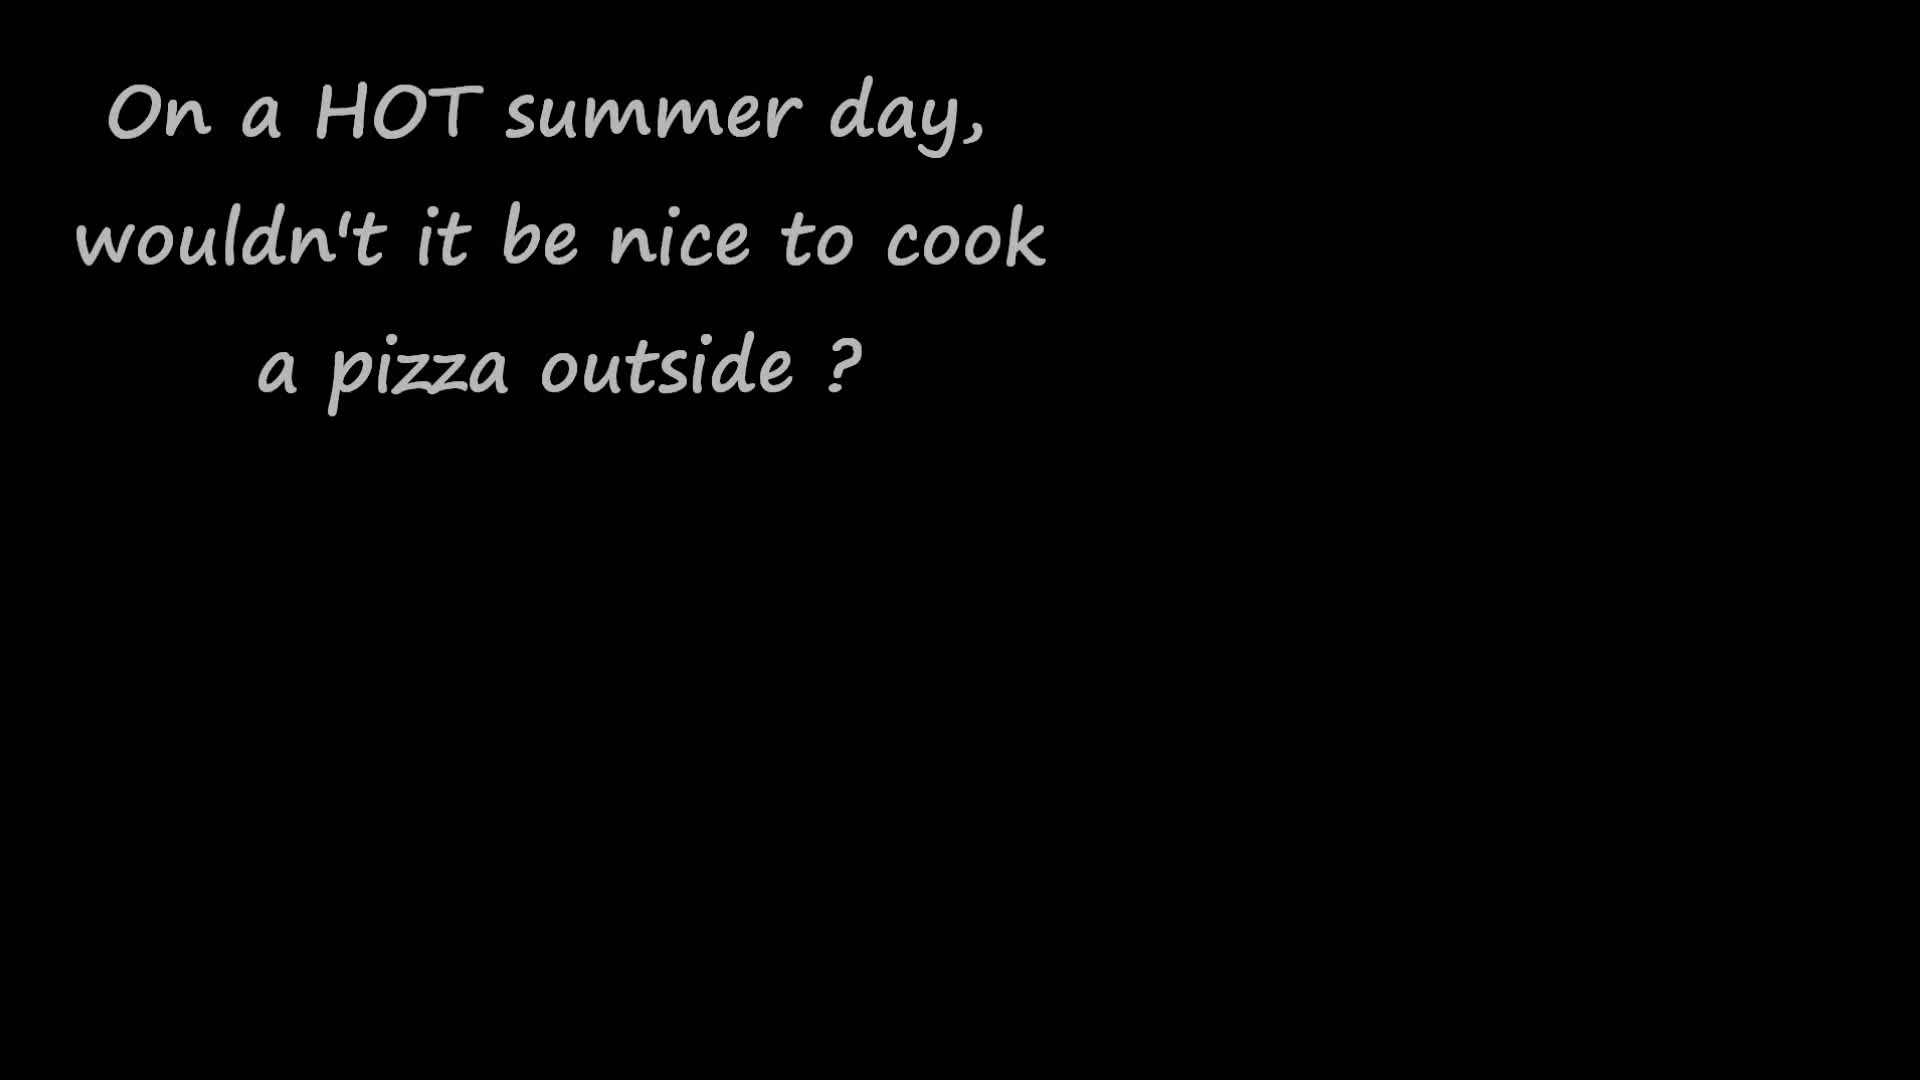 On a HOT summer day,
wouldn't it be nice to cook
a pizza outside ?